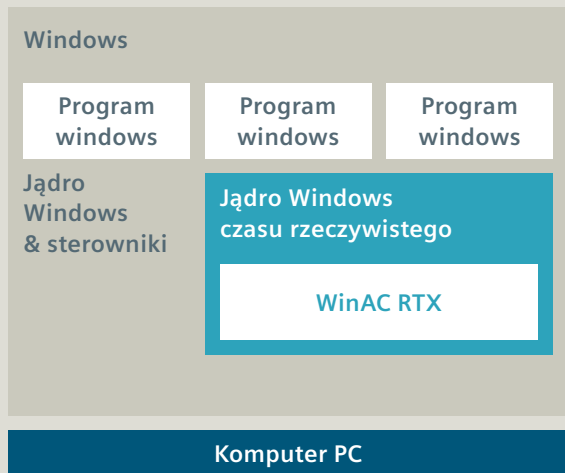 Windows
Program
windows
Program
windows
Program
windows
Jądro
Windows
& sterowniki
Jądro Windows
czasu rzeczywistego
WinAC RTX
Komputer PC